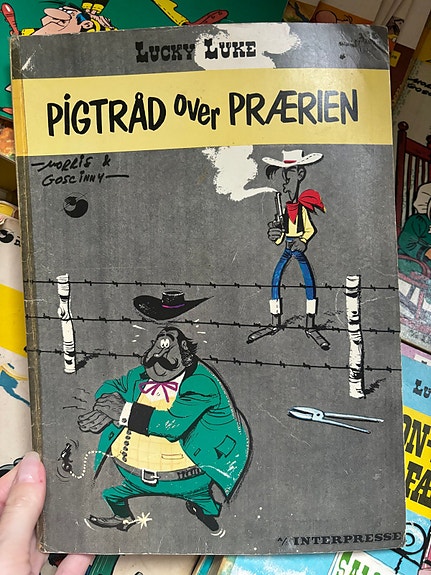 LUCKY LUKE
PIGTRÅD over PRÆRIEN
MORRIS &
GOSCINNY
A/S INTERPRESSE